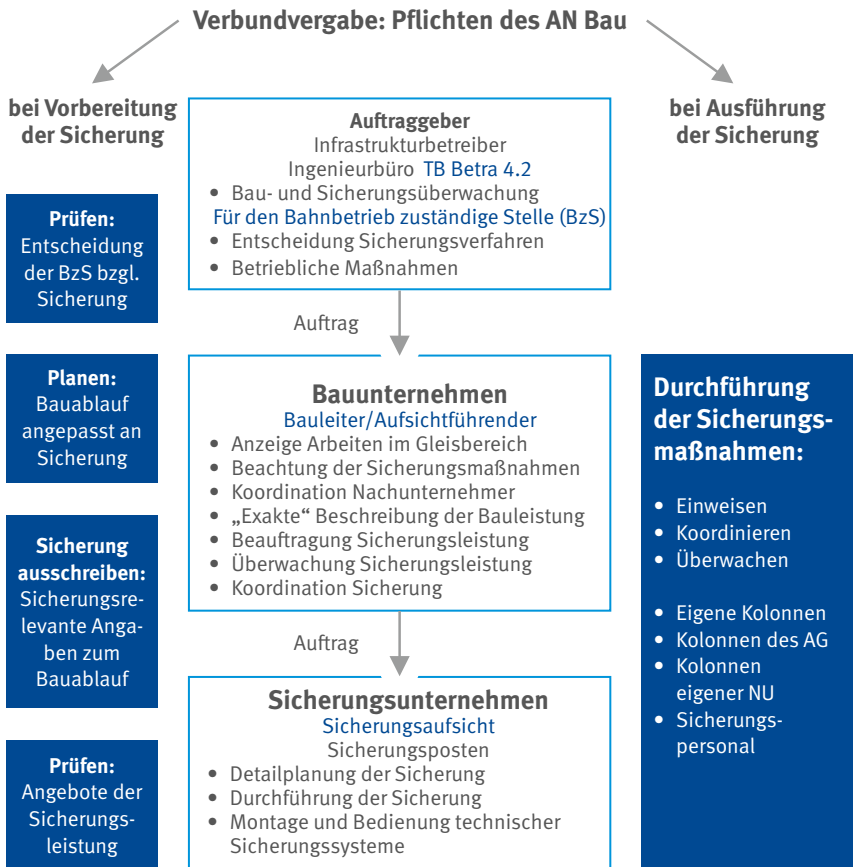 Verbundvergabe: Pflichten des AN Bau
bei Vorbereitung
der Sicherung
Prüfen:
Entscheidung
der BzS bzgl.
Sicherung
Planen:
Bauablauf
angepasst an
Sicherung
Sicherung
ausschreiben:
Sicherungsre-
levante Anga-
ben zum
Bauablauf
Prüfen:
Angebote der
Sicherungs-
leistung
Auftraggeber
Infrastrukturbetreiber
Ingenieurbüro TB Betra 4.2
• Bau- und Sicherungsüberwachung
Für den Bahnbetrieb zuständige Stelle (BzS)
• Entscheidung Sicherungsverfahren
• Betriebliche Maßnahmen
Auftrag
Bauunternehmen
Bauleiter/Aufsichtführender
• Anzeige Arbeiten im Gleisbereich
• Beachtung der Sicherungsmaßnahmen
• Koordination Nachunternehmer
• „Exakte“ Beschreibung der Bauleistung
• Beauftragung Sicherungsleistung
• Überwachung Sicherungsleistung
• Koordination Sicherung
Auftrag
Sicherungsunternehmen
Sicherungsaufsicht
Sicherungsposten
• Detailplanung der Sicherung
• Durchführung der Sicherung
• Montage und Bedienung technischer
Sicherungssysteme
bei Ausführung
der Sicherung
Durchführung
der Sicherungs-
maßnahmen:
• Einweisen
• Koordinieren
• Überwachen
• Eigene Kolonnen
• Kolonnen des AG
• Kolonnen
eigener NU
• Sicherungs-
personal